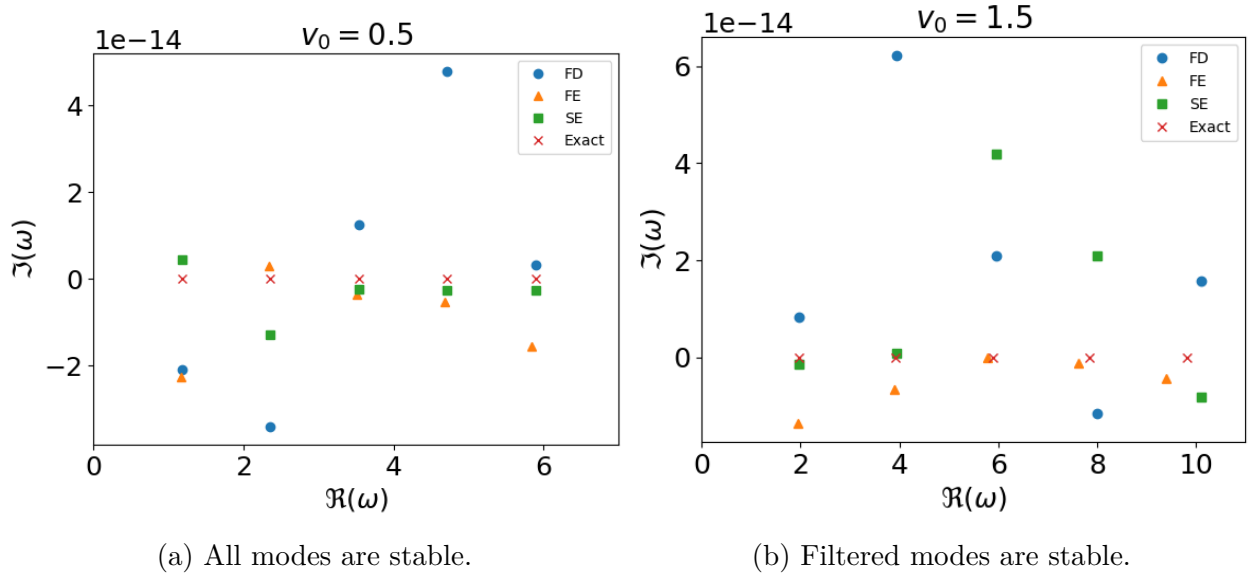 1e−14
v₀ = 0.5
FD
FE
SE
Exact
4
2
0
−2
ℑ(ω)
0 2 4 6
ℜ(ω)
(a) All modes are stable.
1e−14
v₀ = 1.5
FD
FE
SE
Exact
6
4
2
0
ℑ(ω)
0 2 4 6 8 10
ℜ(ω)
(b) Filtered modes are stable.